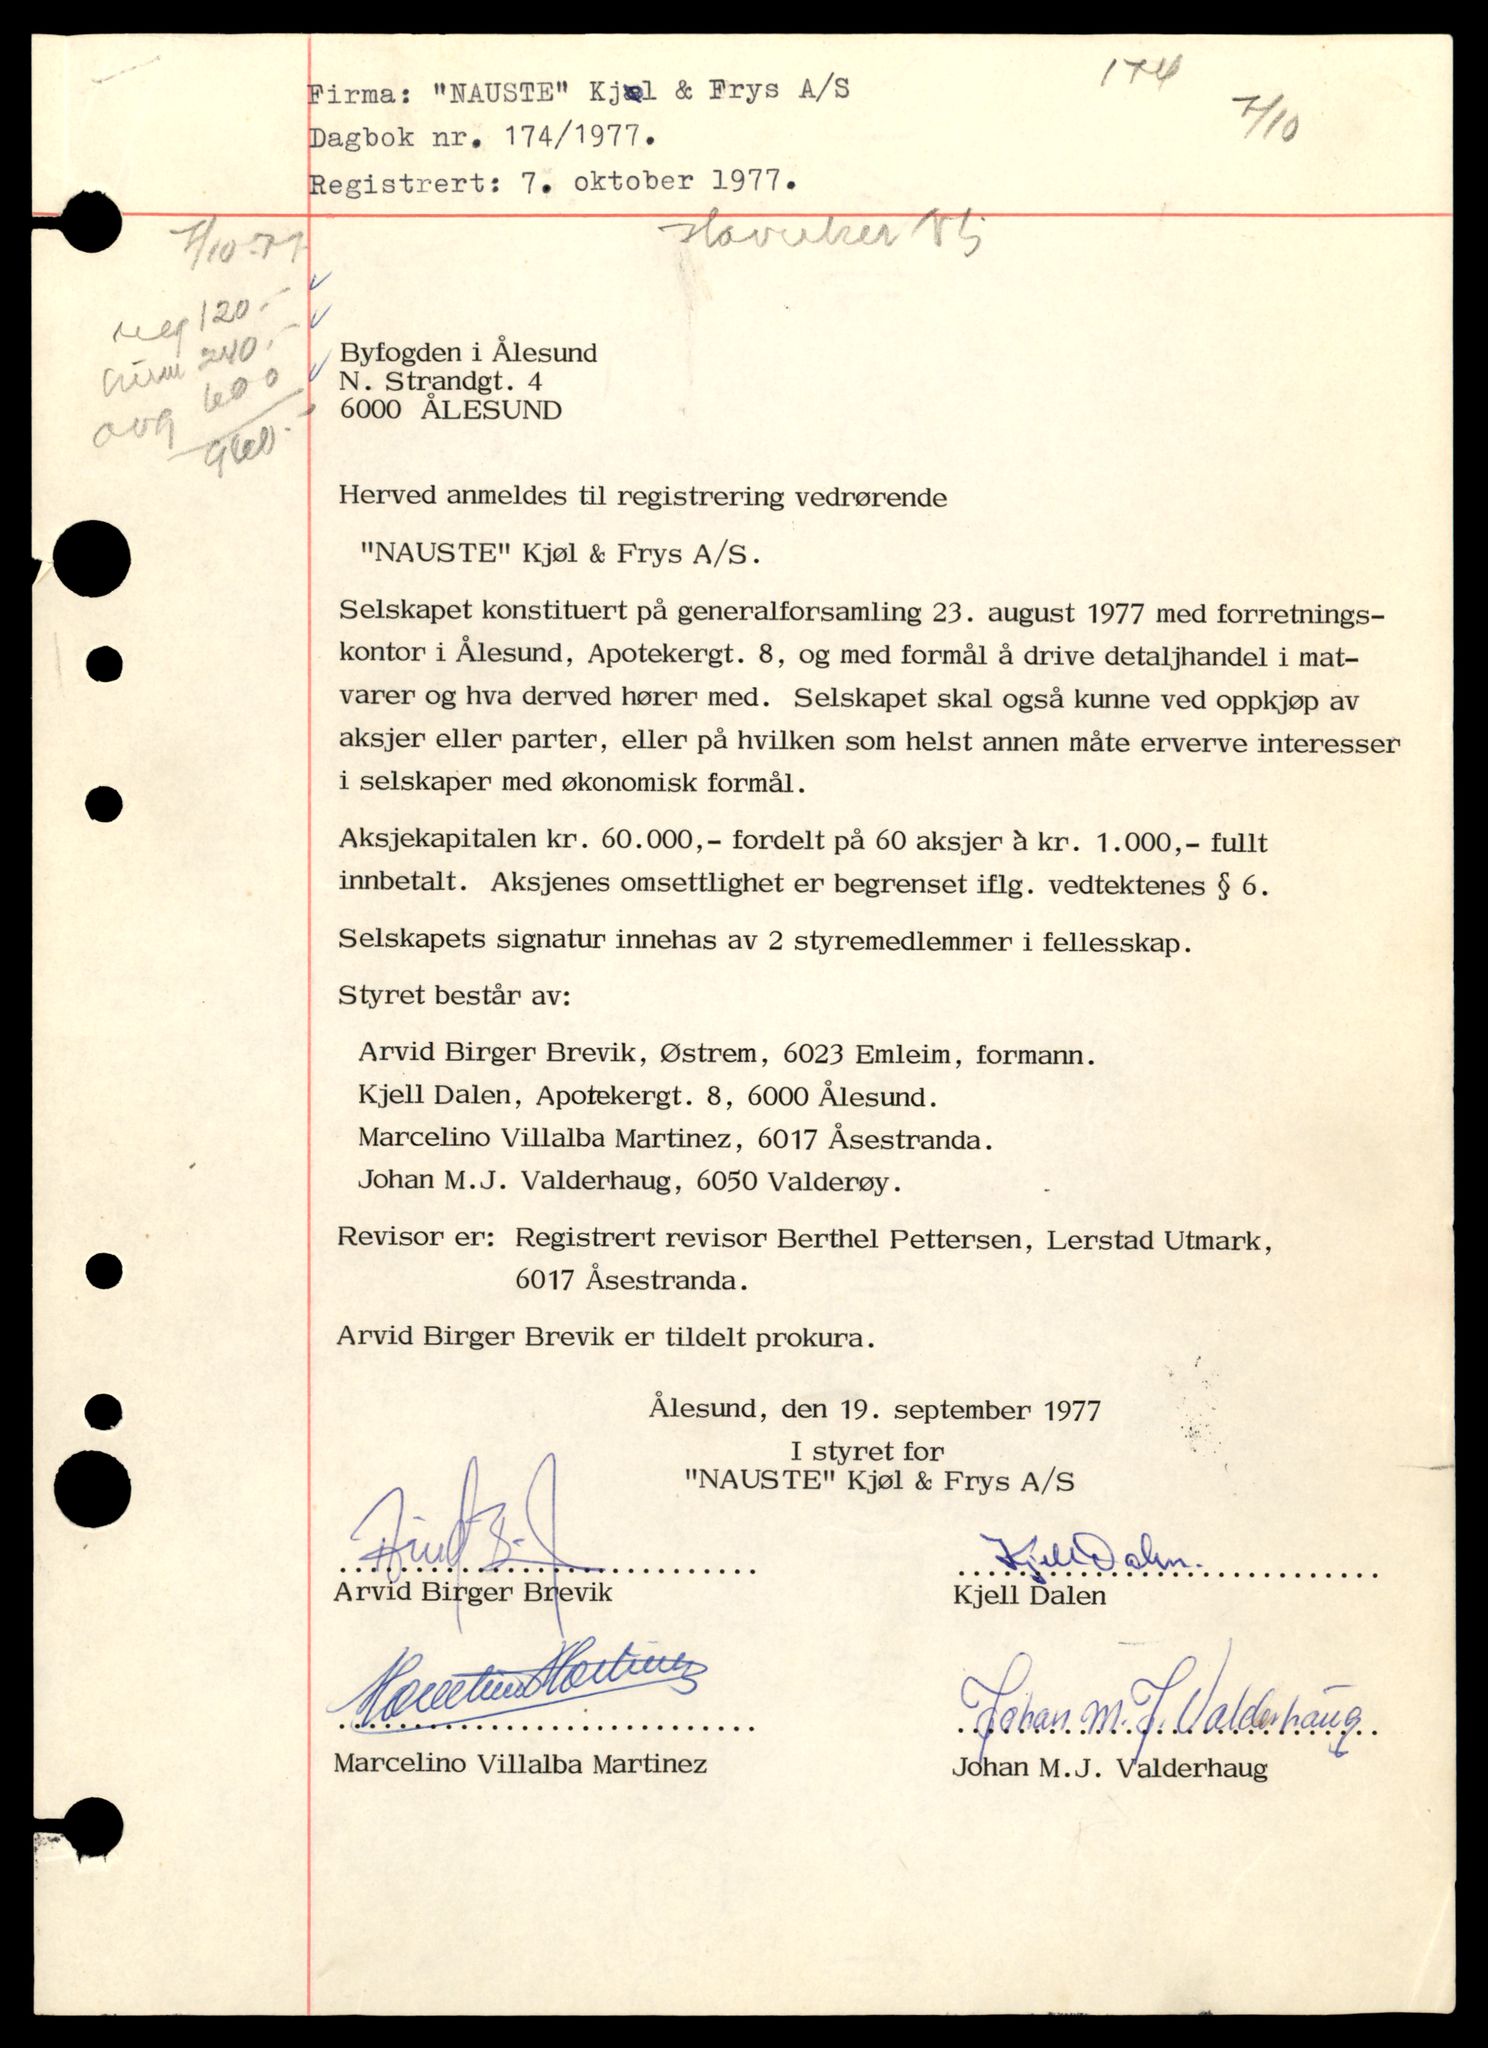 174
7/10
Firma: "NAUSTE" Kjøl & Frys A/S
Dagbok nr. 174/1977.
Registrert: 7. oktober 1977.
7/10-77
reg 120.-
240.-
avg 600
960.-
Byfogden i Ålesund
N. Strandgt. 4
6000 ÅLESUND
Herved anmeldes til registrering vedrørende
"NAUSTE" Kjøl & Frys A/S.
Selskapet konstituert på generalforsamling 23. august 1977 med forretnings-
kontor i Ålesund, Apotekergt. 8, og med formål å drive detaljhandel i mat-
varer og hva derved hører med. Selskapet skal også kunne ved oppkjøp av
aksjer eller parter, eller på hvilken som helst annen måte erverve interesser
i selskaper med økonomisk formål.
Aksjekapitalen kr. 60.000,- fordelt på 60 aksjer à kr. 1.000,- fullt
innbetalt. Aksjenes omsettlighet er begrenset iflg. vedtektenes § 6.
Selskapets signatur innehas av 2 styremedlemmer i fellesskap.
Styret består av:
Arvid Birger Brevik, Østrem, 6023 Emleim, formann.
Kjell Dalen, Apotekergt. 8, 6000 Ålesund.
Marcelino Villalba Martinez, 6017 Åsestranda.
Johan M.J. Valderhaug, 6050 Valderøy.
Revisor er: Registrert revisor Berthel Pettersen, Lerstad Utmark,
6017 Åsestranda.
Arvid Birger Brevik er tildelt prokura.
Ålesund, den 19. september 1977
I styret for
"NAUSTE" Kjøl & Frys A/S
Kjell Dalen.
Arvid Birger Brevik
Kjell Dalen
Marcelino Martinez
Johan M. J. Valderhaug
Marcelino Villalba Martinez
Johan M.J. Valderhaug